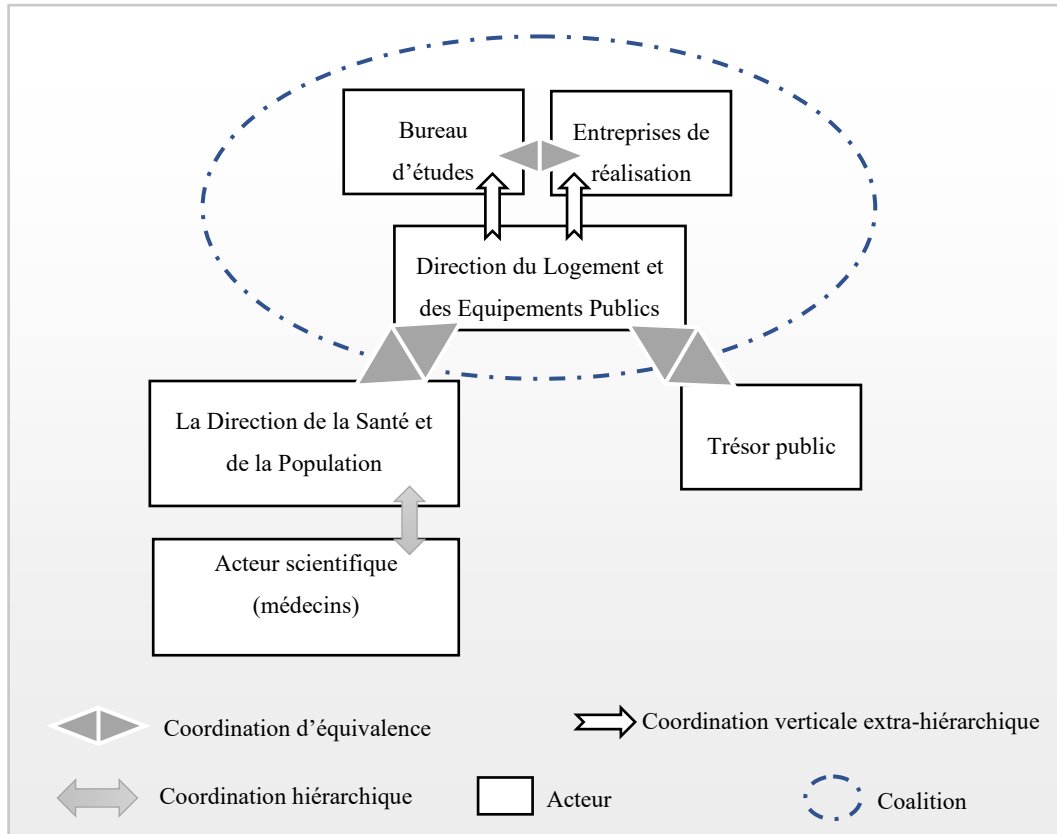 Bureau
d’études
Entreprises de
réalisation
Direction du Logement et
des Equipements Publics
La Direction de la Santé et
de la Population
Trésor public
Acteur scientifique
(médecins)
Coordination d’équivalence
Coordination verticale extra-hiérarchique
Coordination hiérarchique
Acteur
Coalition